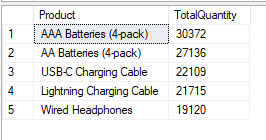 Product TotalQuantity
1 AAA Batteries (4-pack) 30372
2 AA Batteries (4-pack) 27136
3 USB-C Charging Cable 22109
4 Lightning Charging Cable 21715
5 Wired Headphones 19120